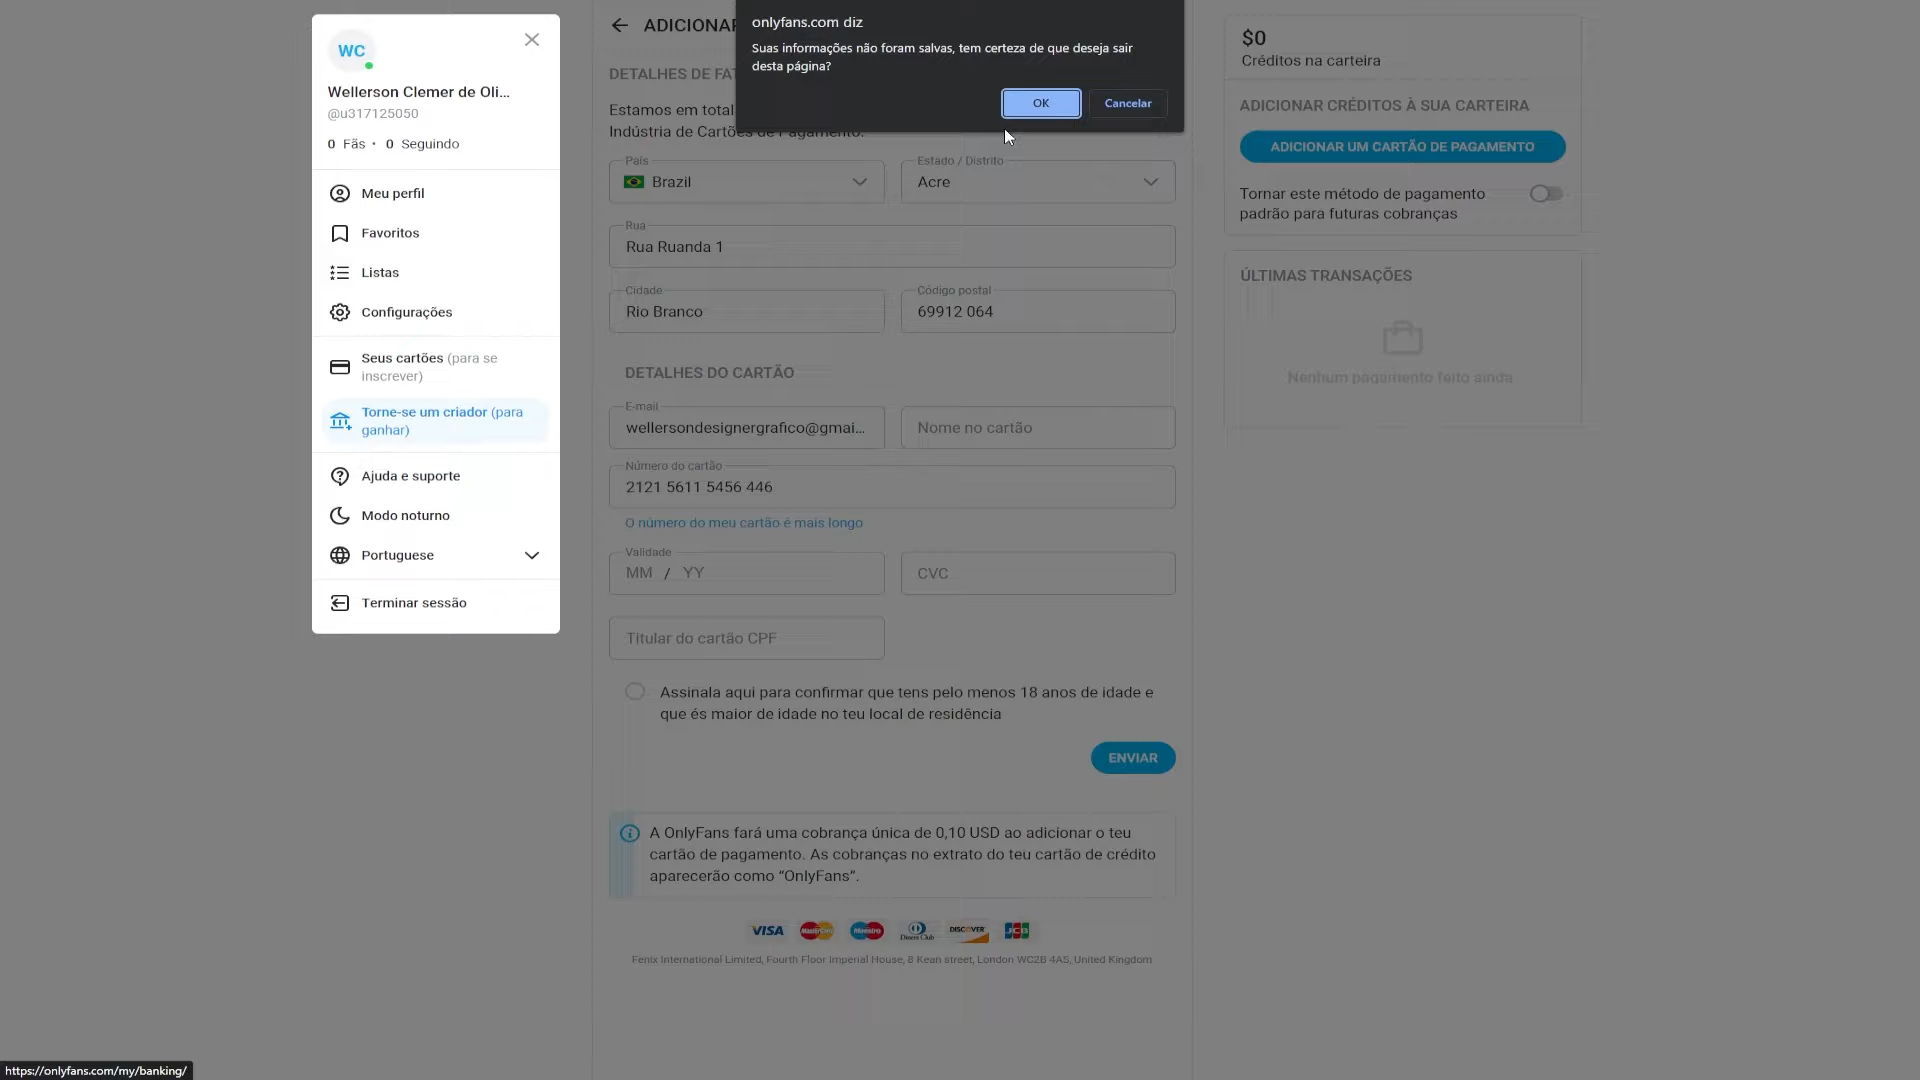 WC
Wellerson Clemer de Oli...
@u317125050
0 Fãs • 0 Seguindo
Meu perfil
Favoritos
Listas
Configurações
Seus cartões (para se
inscrever)
Torne-se um criador (para
ganhar)
Ajuda e suporte
Modo noturno
Portuguese
Terminar sessão
onlyfans.com diz
Suas informações não foram salvas, tem certeza de que deseja sair
desta página?
OK Cancelar
ADICIONAR
DETALHES DE FAT
Estamos em total
Indústria de Cartões de Pagamento.
País
Brazil
Estado / Distrito
Acre
Rua
Rua Ruanda 1
Cidade
Rio Branco
Código postal
69912 064
DETALHES DO CARTÃO
E-mail
wellersondesignergrafico@gmai...
Nome no cartão
Número do cartão
2121 5611 5456 446
O número do meu cartão é mais longo
Validade
MM / YY
CVC
Titular do cartão CPF
Assinala aqui para confirmar que tens pelo menos 18 anos de idade e
que és maior de idade no teu local de residência
ENVIAR
A OnlyFans fará uma cobrança única de 0,10 USD ao adicionar o teu
cartão de pagamento. As cobranças no extrato do teu cartão de crédito
aparecerão como “OnlyFans”.
VISA MasterCard Maestro Diners Club DISCOVER JCB
Fenix International Limited, Fourth Floor Imperial House, 8 Kean street, London WC2B 4AS, United Kingdom
$0
Créditos na carteira
ADICIONAR CRÉDITOS À SUA CARTEIRA
ADICIONAR UM CARTÃO DE PAGAMENTO
Tornar este método de pagamento
padrão para futuras cobranças
ÚLTIMAS TRANSAÇÕES
Nenhum pagamento feito ainda
https://onlyfans.com/my/banking/